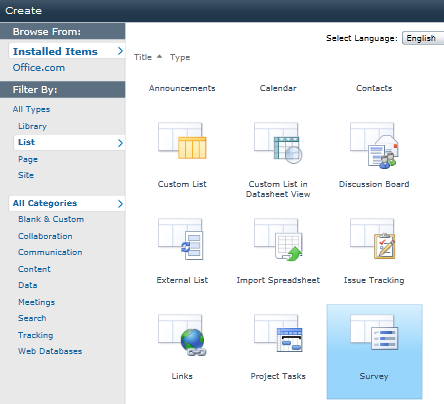 Create
Browse From:
Installed Items
Office.com
Filter By:
All Types
Library
List
Page
Site
All Categories
Blank & Custom
Collaboration
Communication
Content
Data
Meetings
Search
Tracking
Web Databases
Select Language: English
Title Type
Announcements Calendar Contacts
Custom List
Custom List in
Datasheet View
Discussion Board
External List Import Spreadsheet Issue Tracking
Links Project Tasks Survey